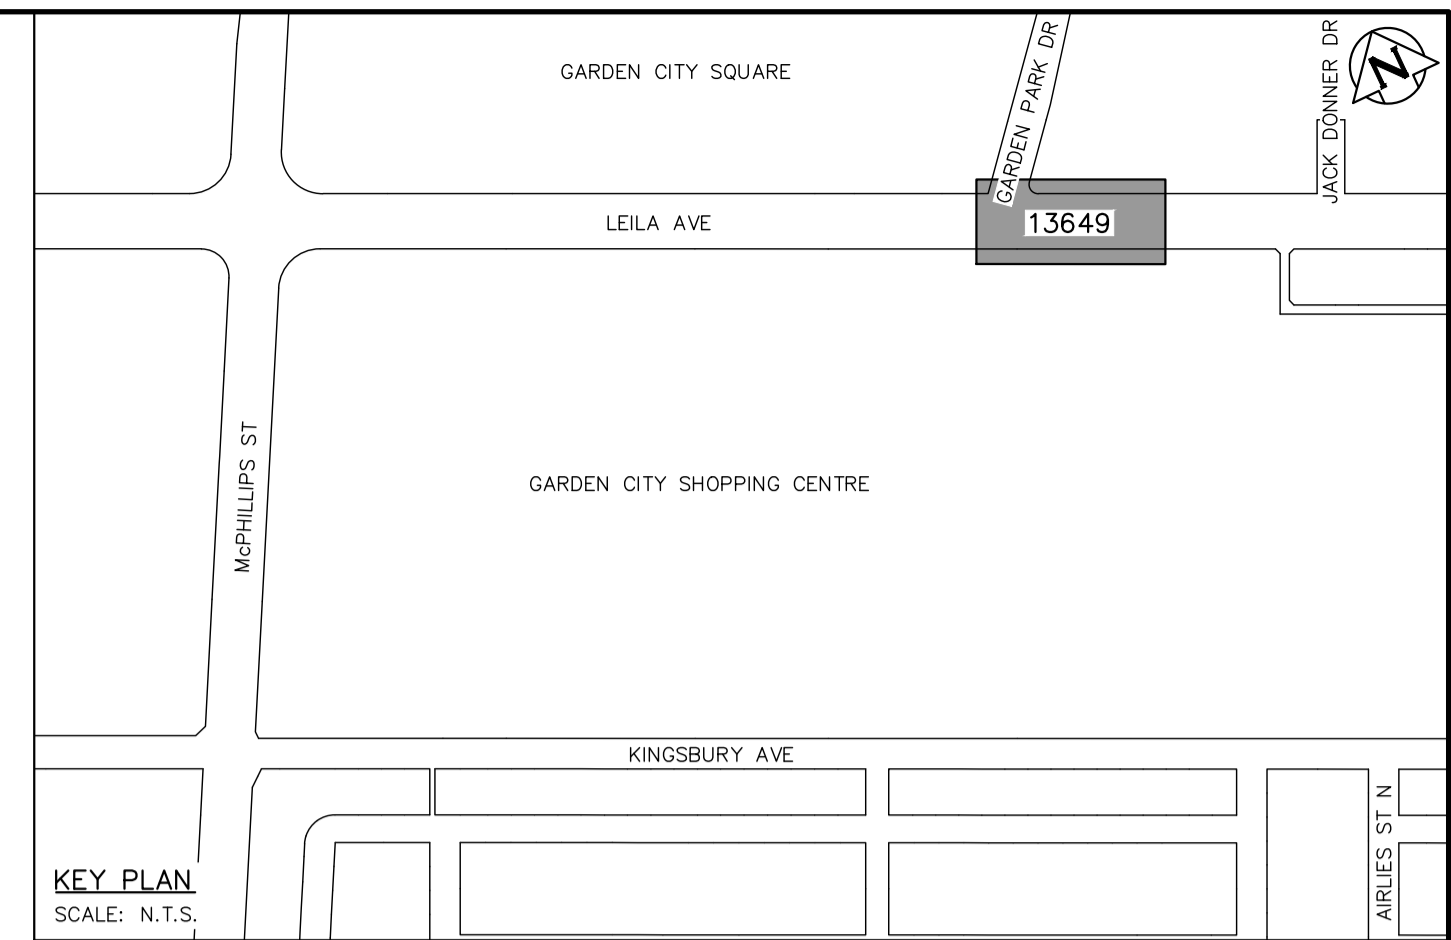 GARDEN CITY SQUARE
GARDEN PARK DR
JACK DONNER DR
N
LEILA AVE
13649
McPHILLIPS ST
GARDEN CITY SHOPPING CENTRE
KINGSBURY AVE
AIRLIES ST N
KEY PLAN
SCALE: N.T.S.